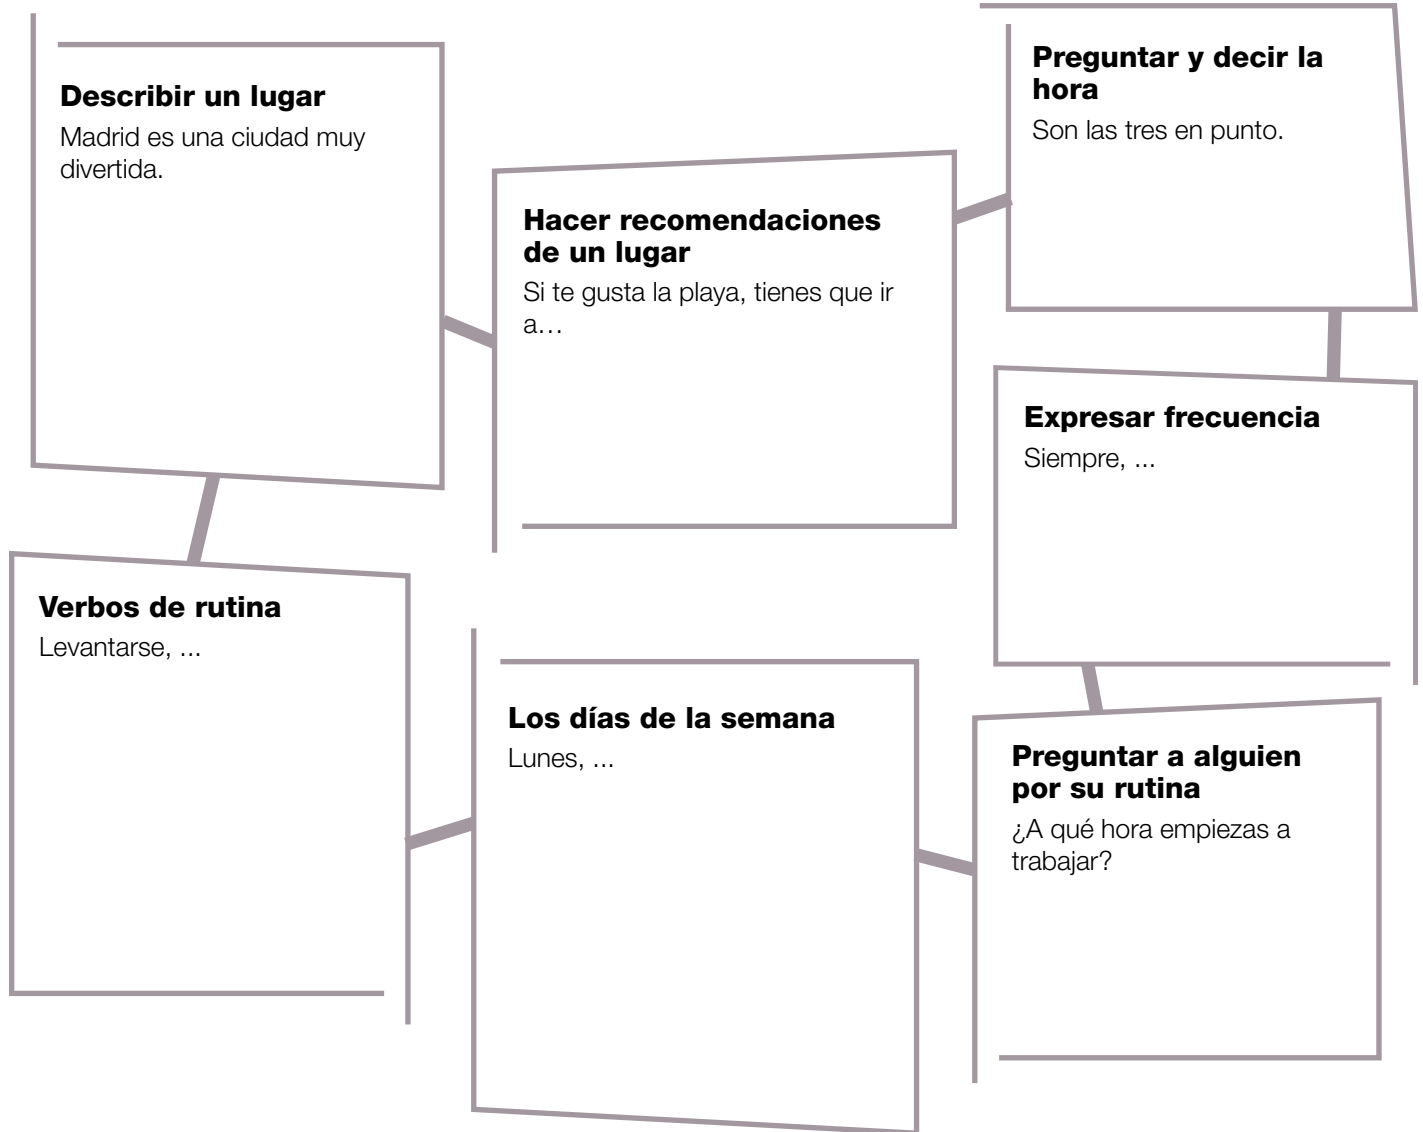 Describir un lugar
Madrid es una ciudad muy
divertida.
Hacer recomendaciones
de un lugar
Si te gusta la playa, tienes que ir
a…
Preguntar y decir la
hora
Son las tres en punto.
Expresar frecuencia
Siempre, ...
Verbos de rutina
Levantarse, ...
Los días de la semana
Lunes, ...
Preguntar a alguien
por su rutina
¿A qué hora empiezas a
trabajar?